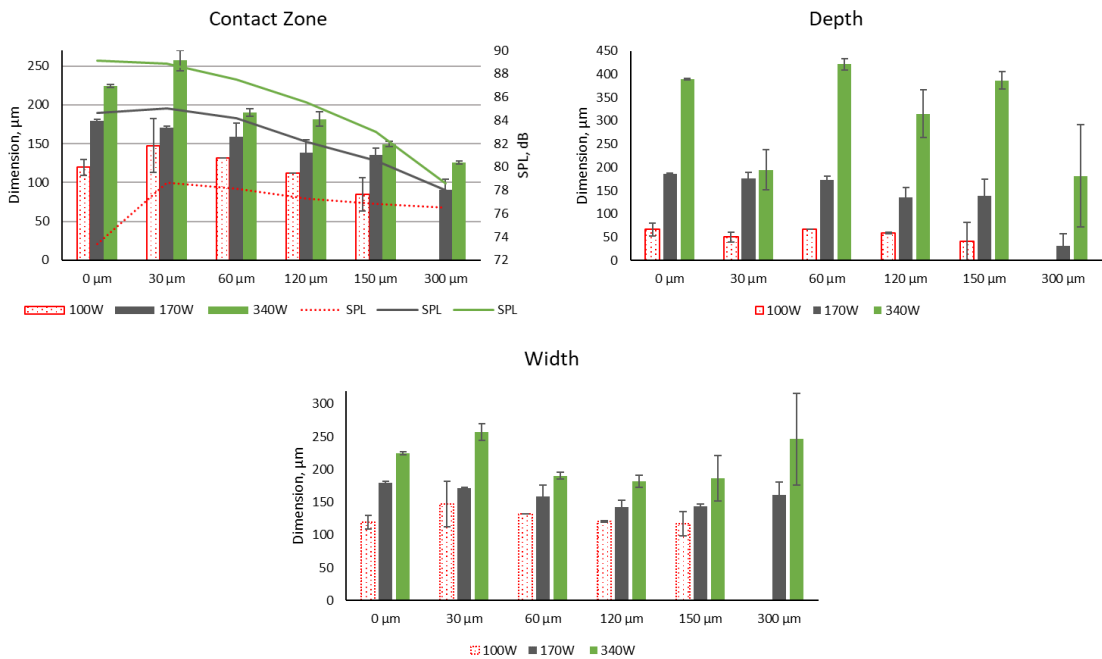 Contact Zone
Dimension, µm
250
200
150
100
50
0
90
88
86
84
82
80
78
76
74
72
SPL, dB
0 µm 30 µm 60 µm 120 µm 150 µm 300 µm
100W 170W 340W SPL SPL SPL
Depth
Dimension, µm
450
400
350
300
250
200
150
100
50
0
0 µm 30 µm 60 µm 120 µm 150 µm 300 µm
100W 170W 340W
Width
Dimension, µm
300
250
200
150
100
50
0
0 µm 30 µm 60 µm 120 µm 150 µm 300 µm
100W 170W 340W